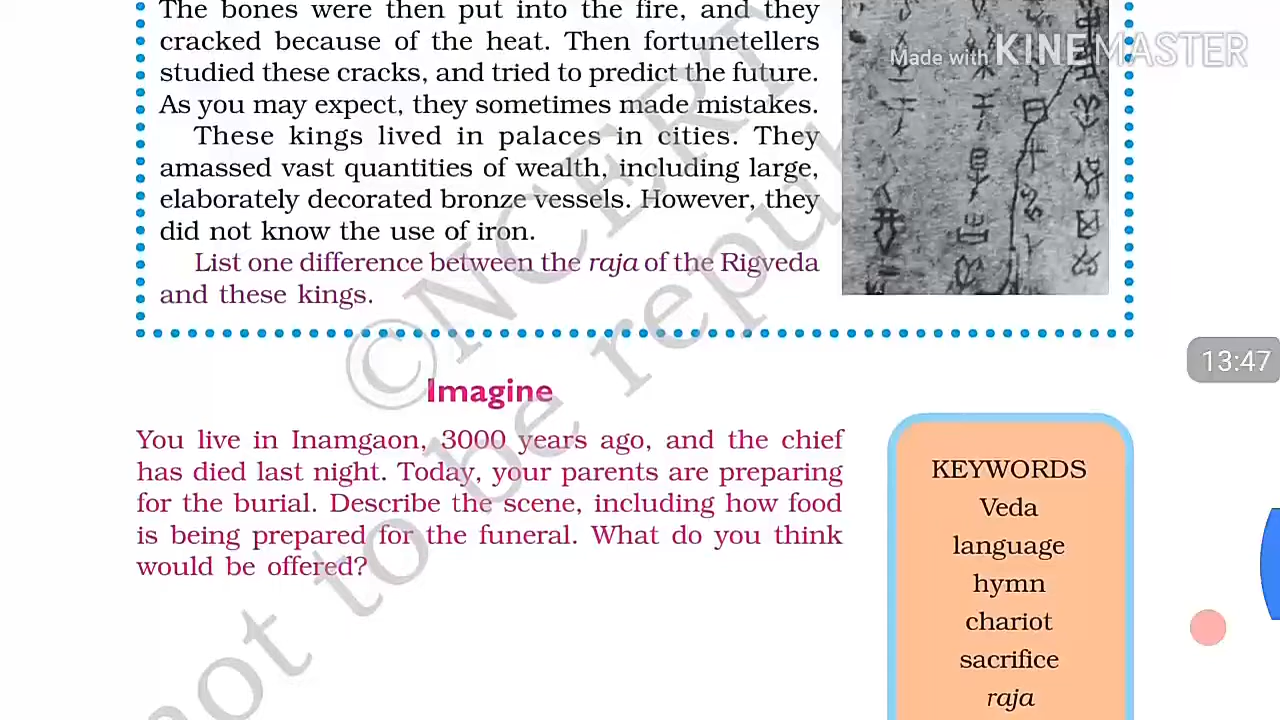 The bones were then put into the fire, and they
cracked because of the heat. Then fortunetellers
studied these cracks, and tried to predict the future.
As you may expect, they sometimes made mistakes.
These kings lived in palaces in cities. They
amassed vast quantities of wealth, including large,
elaborately decorated bronze vessels. However, they
did not know the use of iron.
List one difference between the raja of the Rigveda
and these kings.
Made with KINEMASTER
13:47
Imagine
You live in Inamgaon, 3000 years ago, and the chief
has died last night. Today, your parents are preparing
for the burial. Describe the scene, including how food
is being prepared for the funeral. What do you think
would be offered?
KEYWORDS
Veda
language
hymn
chariot
sacrifice
raja
©NCERT
not to be repu